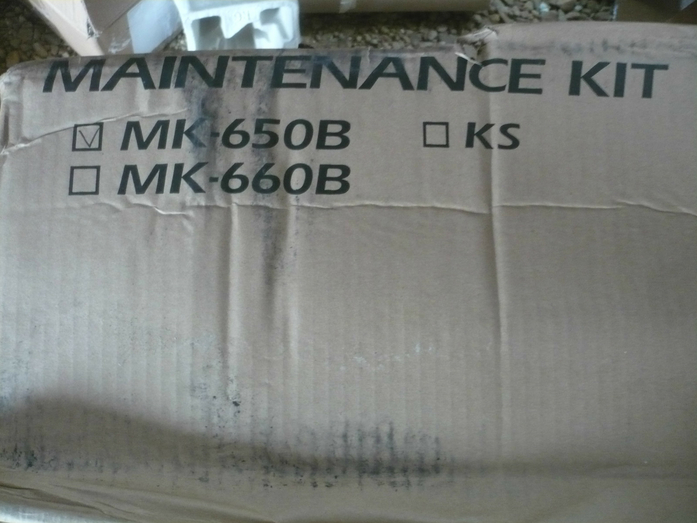 MAINTENANCE KIT
☑ MK-650B ☐ KS
☐ MK-660B